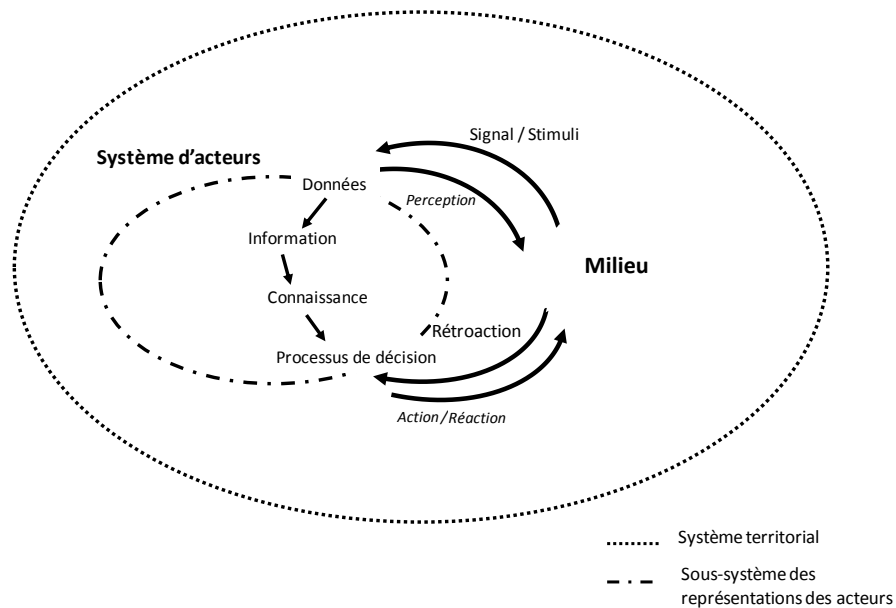 Signal / Stimuli
Système d'acteurs
Données
Perception
Information
Milieu
Connaissance
Rétroaction
Processus de décision
Action / Réaction
Système territorial
Sous-système des
représentations des acteurs